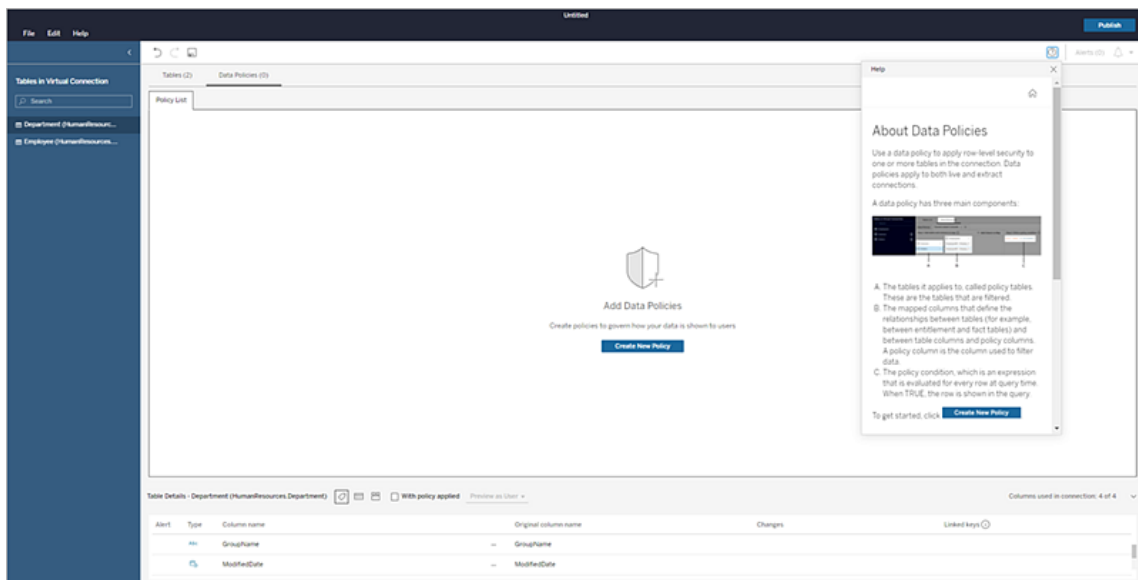 Untitled
File Edit Help
Publish
Alerts (0)
Tables in Virtual Connection
Search
Department (HumanResourc...
Employee (HumanResources....
Tables (2) Data Policies (0)
Policy List
Add Data Policies
Create policies to govern how your data is shown to users
Create New Policy
Help
About Data Policies
Use a data policy to apply row-level security to
one or more tables in the connection. Data
policies apply to both live and extract
connections.
A data policy has three main components:
A B C
A. The tables it applies to, called policy tables.
These are the tables that are filtered.
B. The mapped columns that define the
relationships between tables (for example,
between entitlement and fact tables) and
between table columns and policy columns.
A policy column is the column used to filter
data.
C. The policy condition, which is an expression
that is evaluated for every row at query time.
When TRUE, the row is shown in the query.
To get started, click Create New Policy
Table Details - Department (HumanResources.Department) With policy applied Preview as User Columns used in connection: 4 of 4
Alert Type Column name Original column name Changes Linked keys
Abc GroupName GroupName
ModifiedDate ModifiedDate